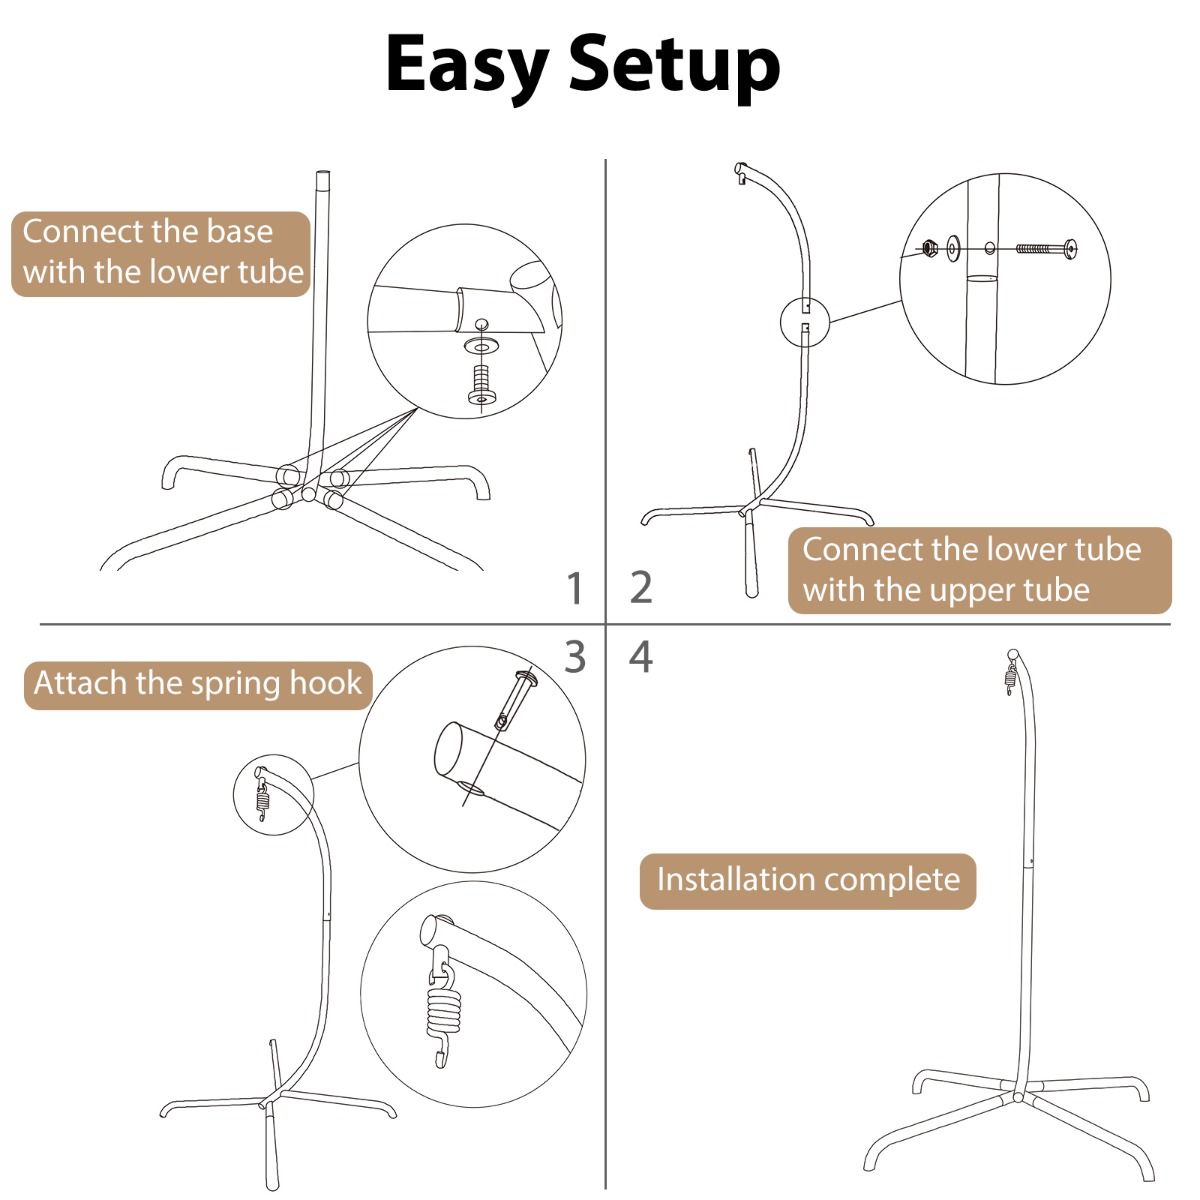 Easy Setup
Connect the base
with the lower tube
1
2
Connect the lower tube
with the upper tube
3
Attach the spring hook
4
Installation complete